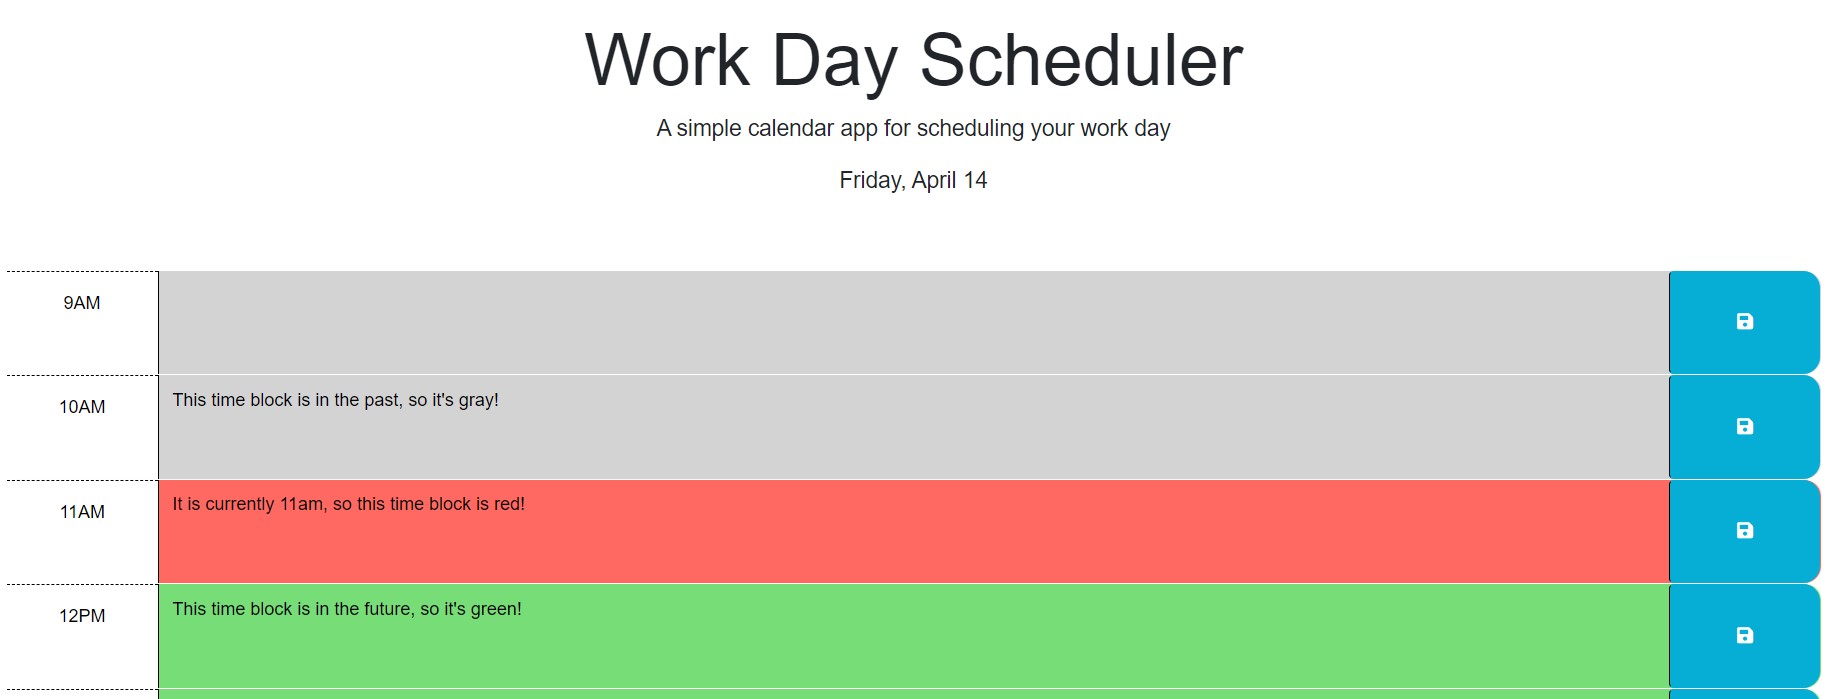 Work Day Scheduler
A simple calendar app for scheduling your work day
Friday, April 14
9AM
10AM
This time block is in the past, so it's gray!
11AM
It is currently 11am, so this time block is red!
12PM
This time block is in the future, so it's green!